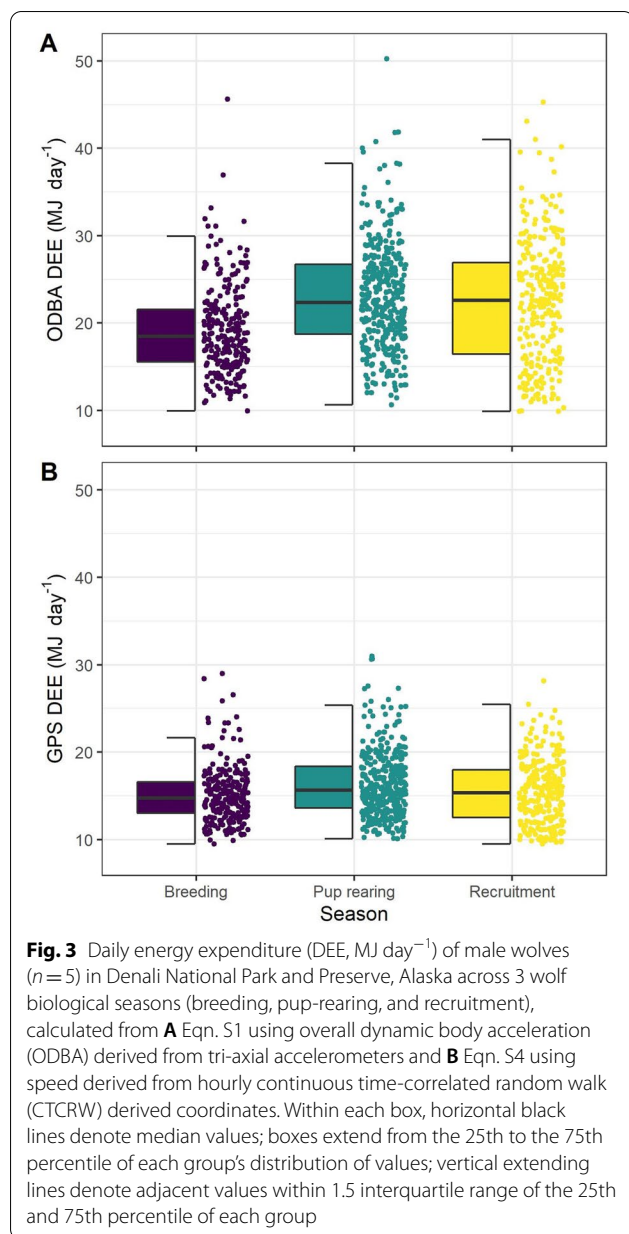 A
50
40
30
20
10
ODBA DEE (MJ day⁻¹)
B
50
40
30
20
10
GPS DEE (MJ day⁻¹)
Breeding Pup rearing Recruitment
Season
Fig. 3 Daily energy expenditure (DEE, MJ day⁻¹) of male wolves
(n = 5) in Denali National Park and Preserve, Alaska across 3 wolf
biological seasons (breeding, pup-rearing, and recruitment),
calculated from A Eqn. S1 using overall dynamic body acceleration
(ODBA) derived from tri-axial accelerometers and B Eqn. S4 using
speed derived from hourly continuous time-correlated random walk
(CTCRW) derived coordinates. Within each box, horizontal black
lines denote median values; boxes extend from the 25th to the 75th
percentile of each group's distribution of values; vertical extending
lines denote adjacent values within 1.5 interquartile range of the 25th
and 75th percentile of each group